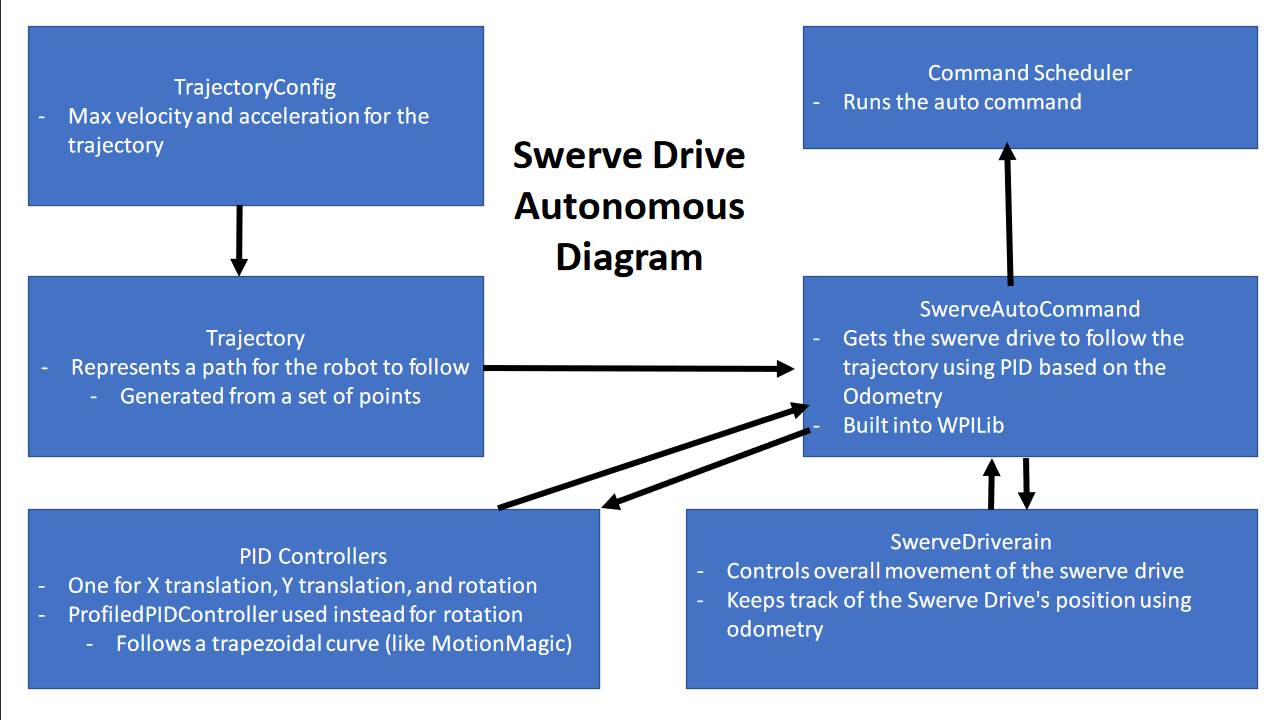 TrajectoryConfig
- Max velocity and acceleration for the
trajectory
Swerve Drive
Autonomous
Diagram
Command Scheduler
- Runs the auto command
Trajectory
- Represents a path for the robot to follow
- Generated from a set of points
SwerveAutoCommand
- Gets the swerve drive to follow the
trajectory using PID based on the
Odometry
- Built into WPILib
PID Controllers
- One for X translation, Y translation, and rotation
- ProfiledPIDController used instead for rotation
- Follows a trapezoidal curve (like MotionMagic)
SwerveDriverain
- Controls overall movement of the swerve drive
- Keeps track of the Swerve Drive's position using
odometry